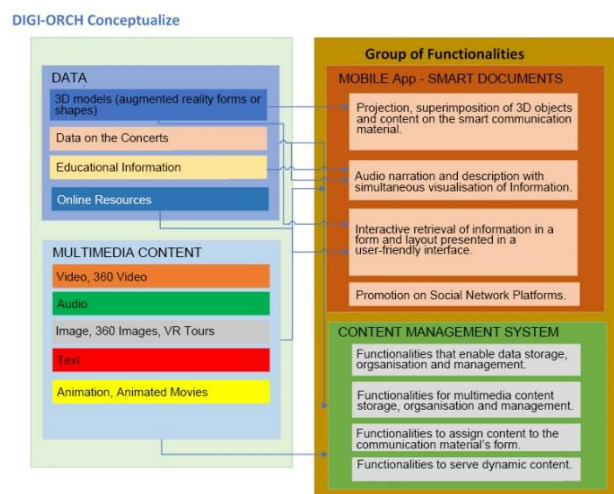 DIGI-ORCH Conceptualize
DATA
3D models (augmented reality forms or
shapes)
Data on the Concerts
Educational Information
Online Resources
MULTIMEDIA CONTENT
Video, 360 Video
Audio
Image, 360 Images, VR Tours
Text
Animation, Animated Movies
Group of Functionalities
MOBILE App - SMART DOCUMENTS
Projection, superimposition of 3D objects
and content on the smart communication
material.
Audio narration and description with
simultaneous visualisation of Information.
Interactive retrieval of information in a
form and layout presented in a
user-friendly interface.
Promotion on Social Network Platforms.
CONTENT MANAGEMENT SYSTEM
Functionalities that enable data storage,
orgsanisation and management.
Functionalities for multimedia content
storage, orgsanisation and management.
Functionalities to assign content to the
communication material's form.
Functionalities to serve dynamic content.